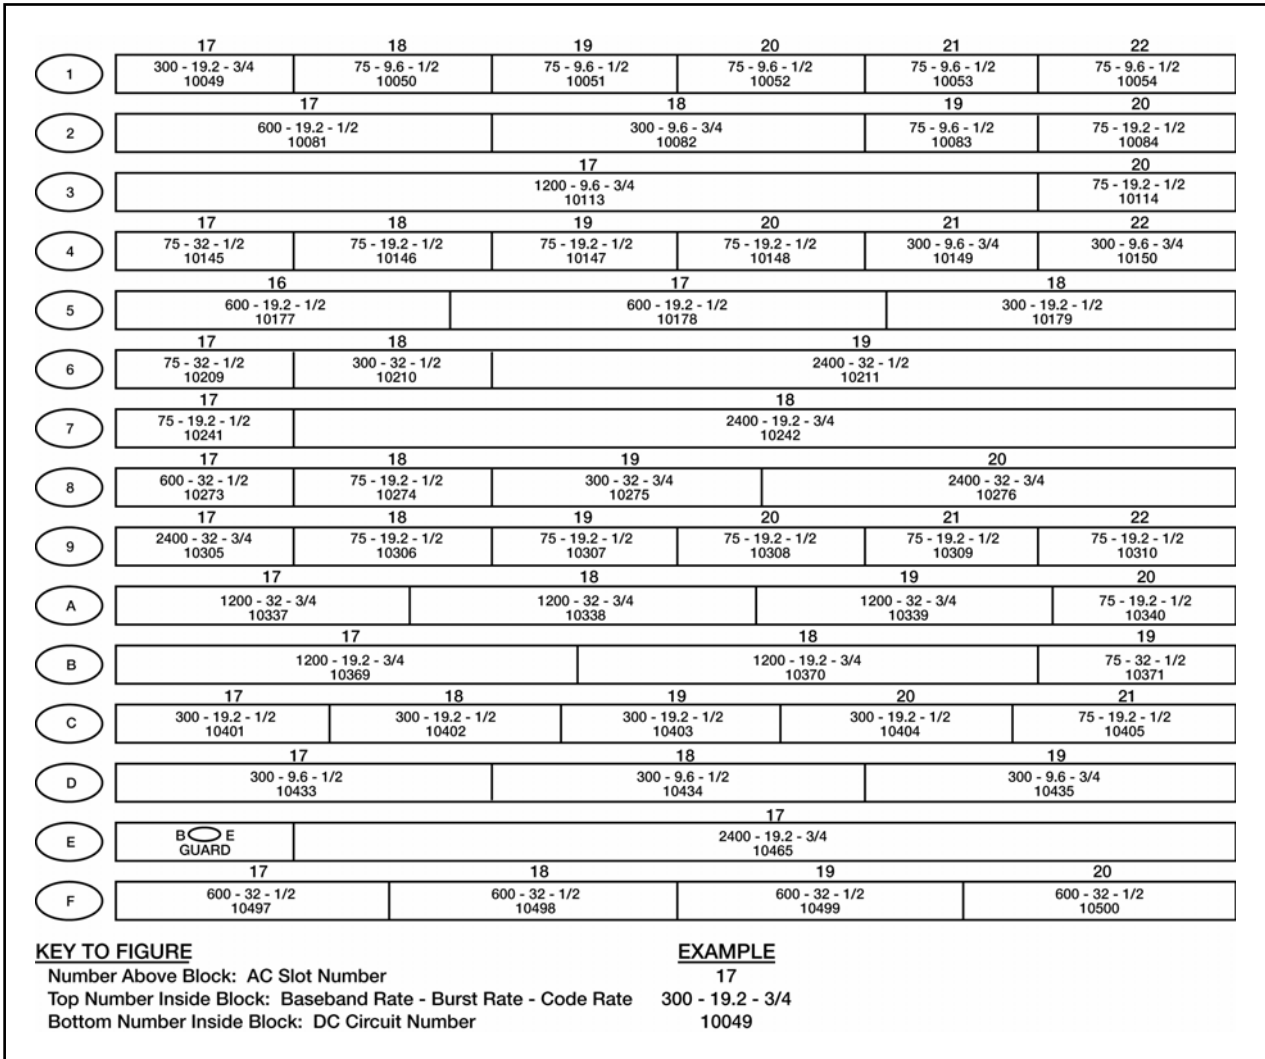 17 18 19 20 21 22
1
300 - 19.2 - 3/4 75 - 9.6 - 1/2 75 - 9.6 - 1/2 75 - 9.6 - 1/2 75 - 9.6 - 1/2 75 - 9.6 - 1/2
10049 10050 10051 10052 10053 10054
17 18 19 20
2
600 - 19.2 - 1/2 300 - 9.6 - 3/4 75 - 9.6 - 1/2 75 - 19.2 - 1/2
10081 10082 10083 10084
17 20
3
1200 - 9.6 - 3/4 75 - 19.2 - 1/2
10113 10114
17 18 19 20 21 22
4
75 - 32 - 1/2 75 - 19.2 - 1/2 75 - 19.2 - 1/2 75 - 19.2 - 1/2 300 - 9.6 - 3/4 300 - 9.6 - 3/4
10145 10146 10147 10148 10149 10150
16 17 18
5
600 - 19.2 - 1/2 600 - 19.2 - 1/2 300 - 19.2 - 1/2
10177 10178 10179
17 18 19
6
75 - 32 - 1/2 300 - 32 - 1/2 2400 - 32 - 1/2
10209 10210 10211
17 18
7
75 - 19.2 - 1/2 2400 - 19.2 - 3/4
10241 10242
17 18 19 20
8
600 - 32 - 1/2 75 - 19.2 - 1/2 300 - 32 - 3/4 2400 - 32 - 3/4
10273 10274 10275 10276
17 18 19 20 21 22
9
2400 - 32 - 3/4 75 - 19.2 - 1/2 75 - 19.2 - 1/2 75 - 19.2 - 1/2 75 - 19.2 - 1/2 75 - 19.2 - 1/2
10305 10306 10307 10308 10309 10310
17 18 19 20
A
1200 - 32 - 3/4 1200 - 32 - 3/4 1200 - 32 - 3/4 75 - 19.2 - 1/2
10337 10338 10339 10340
17 18 19
B
1200 - 19.2 - 3/4 1200 - 19.2 - 3/4 75 - 32 - 1/2
10369 10370 10371
17 18 19 20 21
C
300 - 19.2 - 1/2 300 - 19.2 - 1/2 300 - 19.2 - 1/2 300 - 19.2 - 1/2 75 - 19.2 - 1/2
10401 10402 10403 10404 10405
17 18 19
D
300 - 9.6 - 1/2 300 - 9.6 - 1/2 300 - 9.6 - 3/4
10433 10434 10435
17
E
B E 2400 - 19.2 - 3/4
GUARD 10465
17 18 19 20
F
600 - 32 - 1/2 600 - 32 - 1/2 600 - 32 - 1/2 600 - 32 - 1/2
10497 10498 10499 10500
KEY TO FIGURE EXAMPLE
Number Above Block: AC Slot Number 17
Top Number Inside Block: Baseband Rate - Burst Rate - Code Rate 300 - 19.2 - 3/4
Bottom Number Inside Block: DC Circuit Number 10049